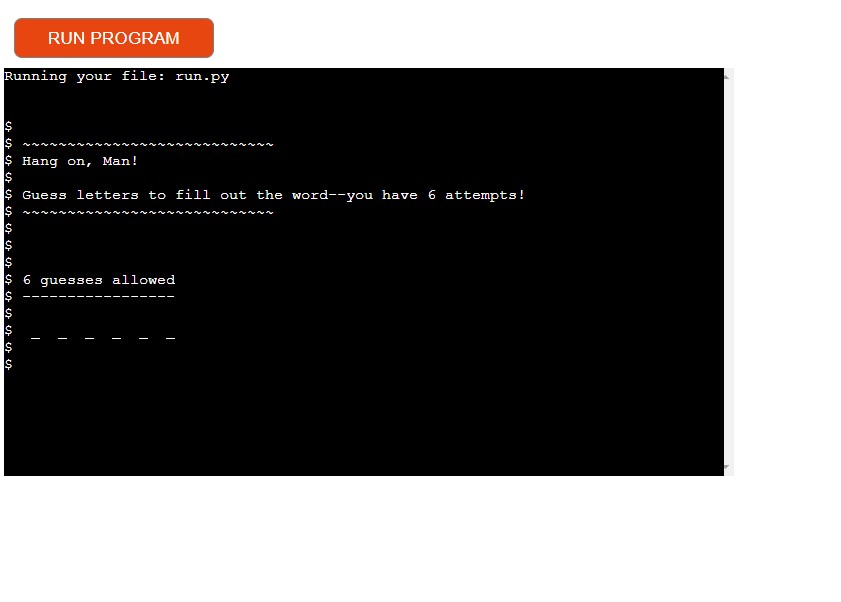 RUN PROGRAM
Running your file: run.py
$
$ ~~~~~~~~~~~~~~~~~~~~~~~~~~~~
$ Hang on, Man!
$
$ Guess letters to fill out the word--you have 6 attempts!
$ ~~~~~~~~~~~~~~~~~~~~~~~~~~~~
$
$
$
$ 6 guesses allowed
$ -----------------
$
$  _  _  _  _  _  _
$
$